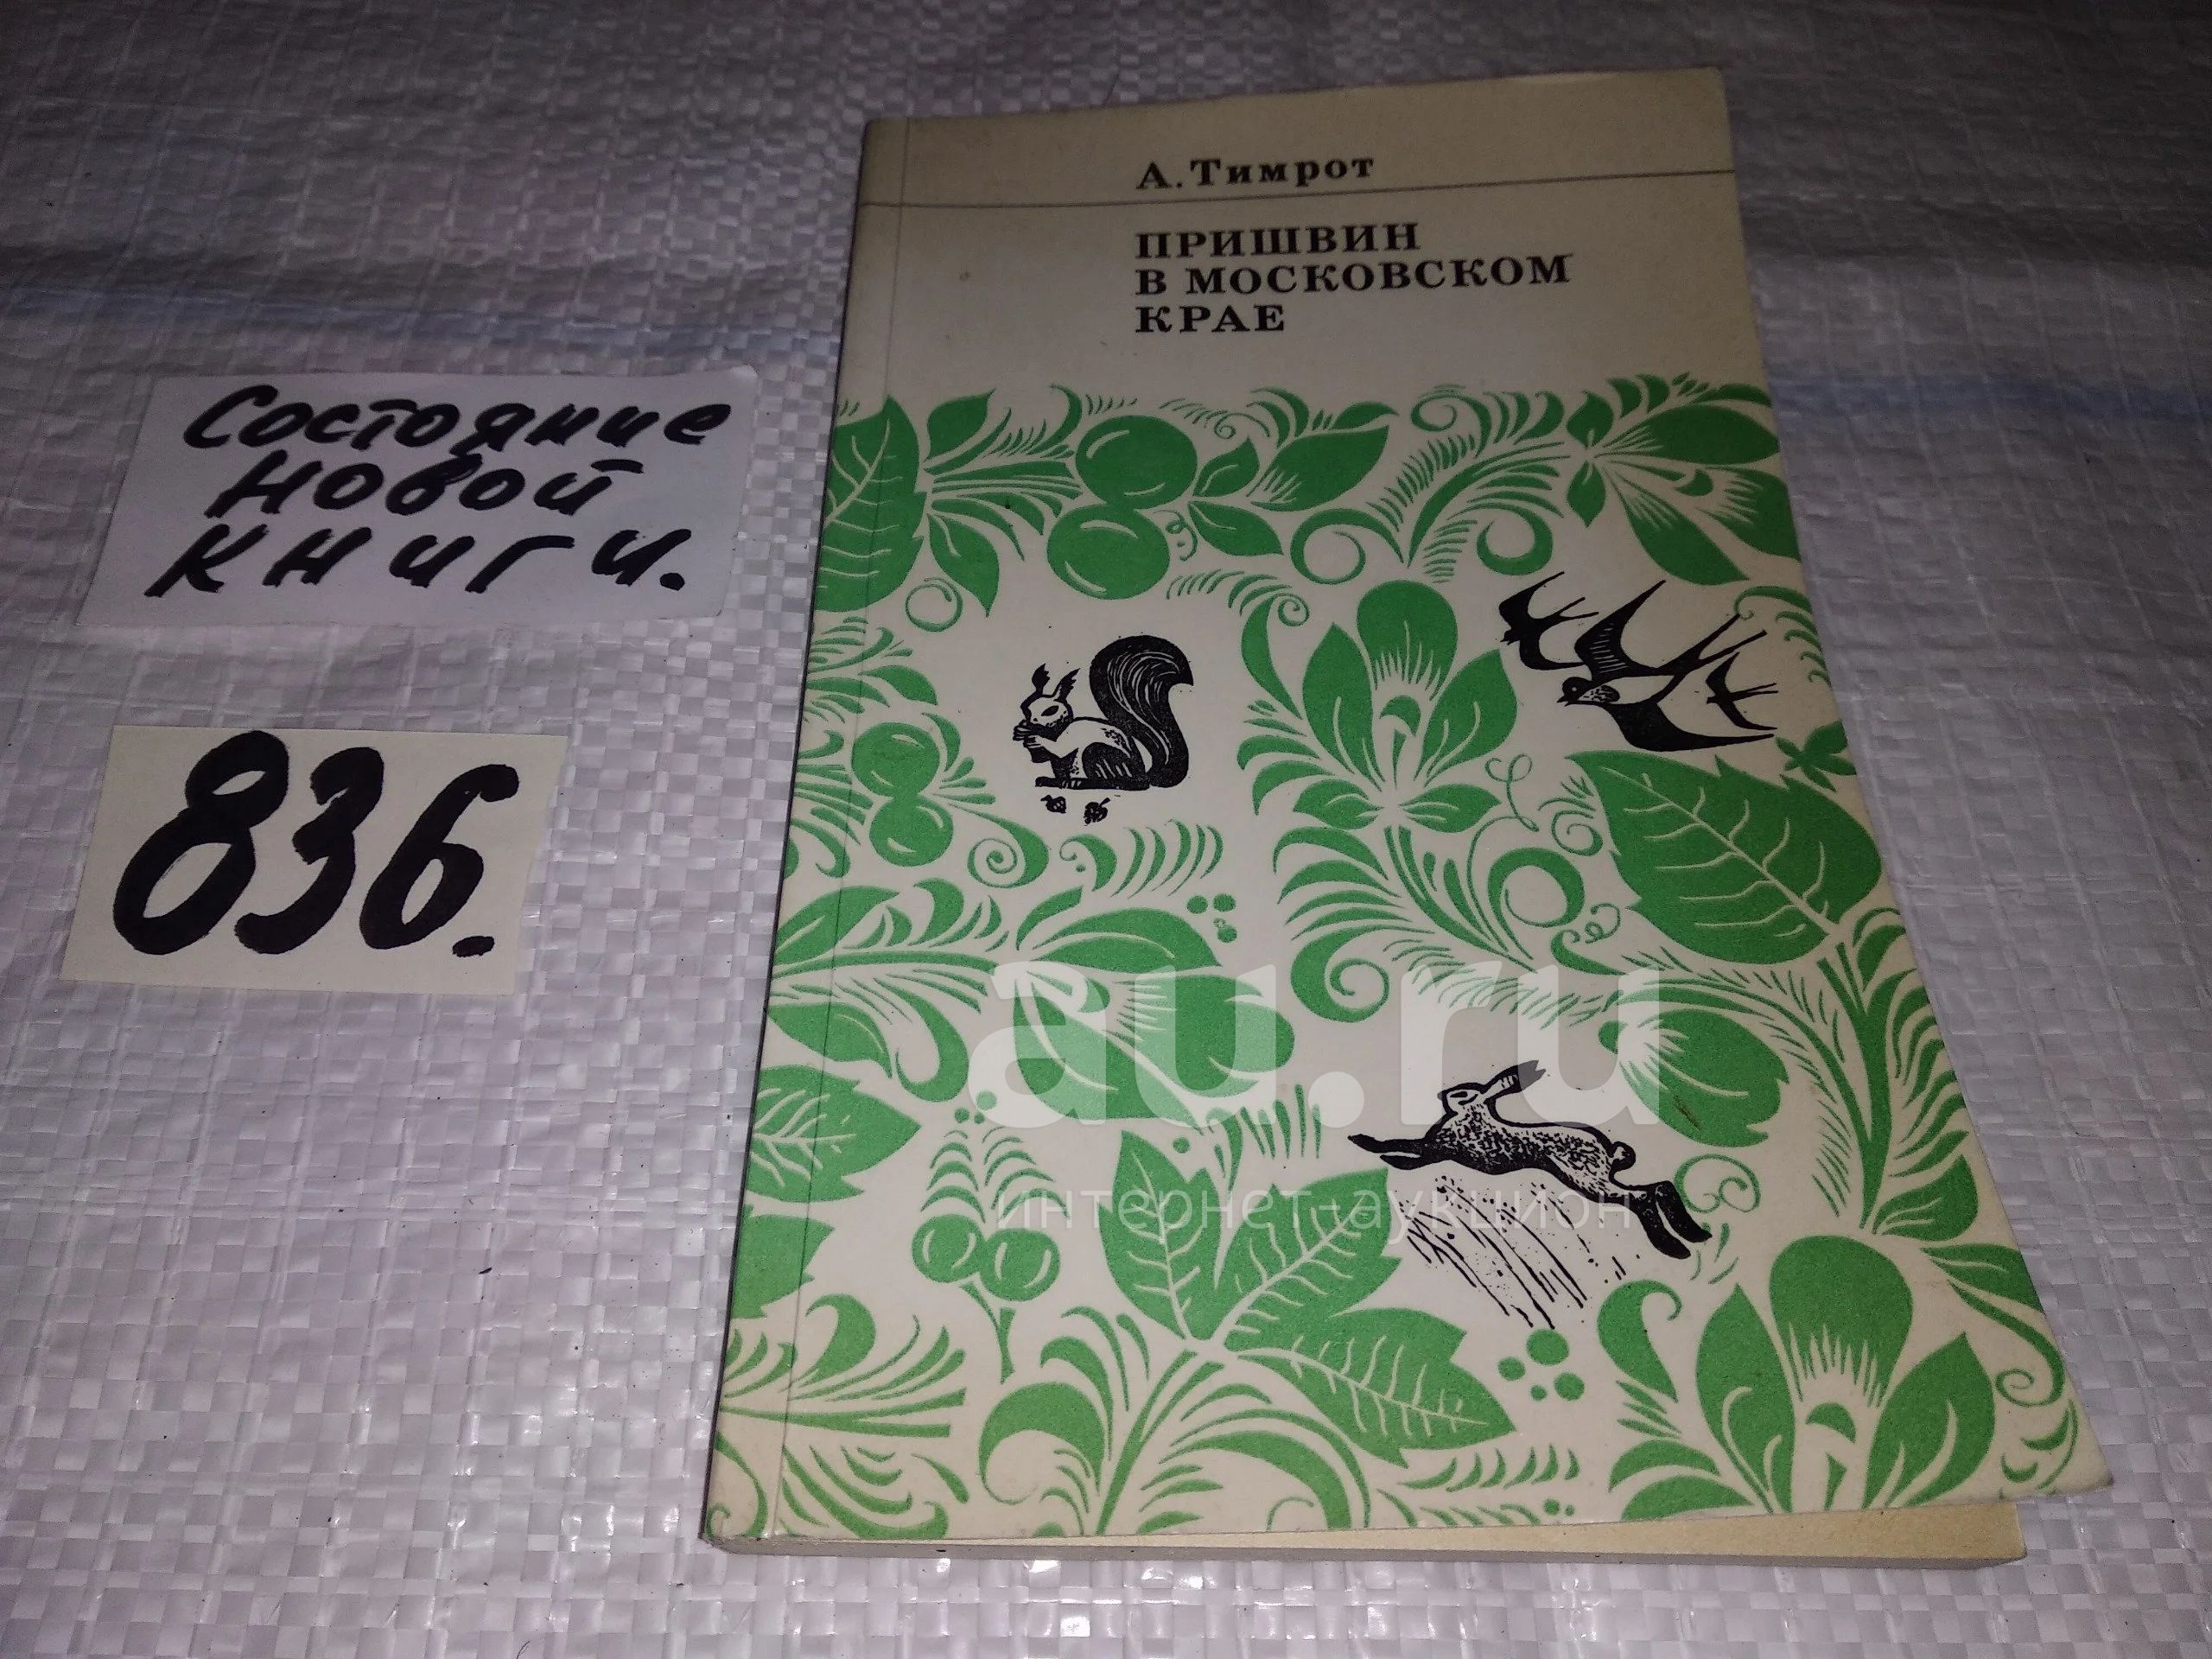 А. Тимрот
ПРИШВИН
В МОСКОВСКОМ
КРАЕ
Состояние
новой
книги.
836.
au.ru
интернет-аукцион